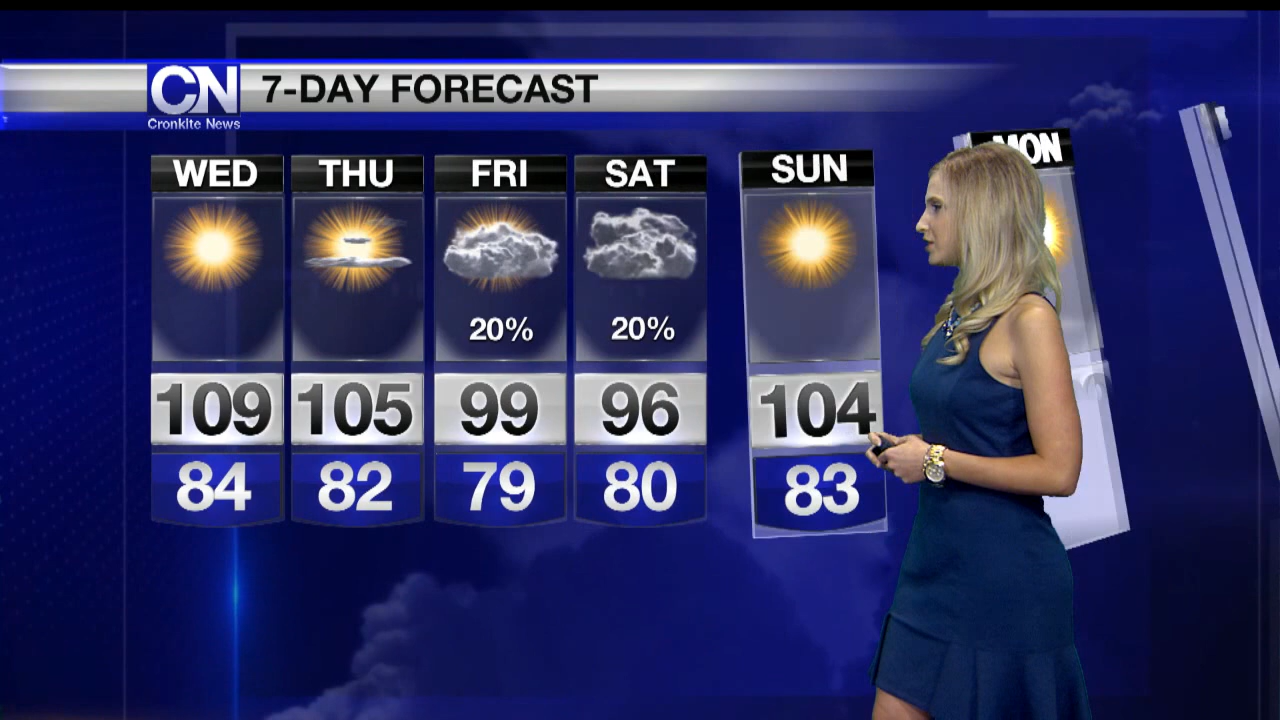 CN 7-DAY FORECAST
Cronkite News
WED THU FRI SAT SUN MON
20% 20%
109 105 99 96 104
84 82 79 80 83